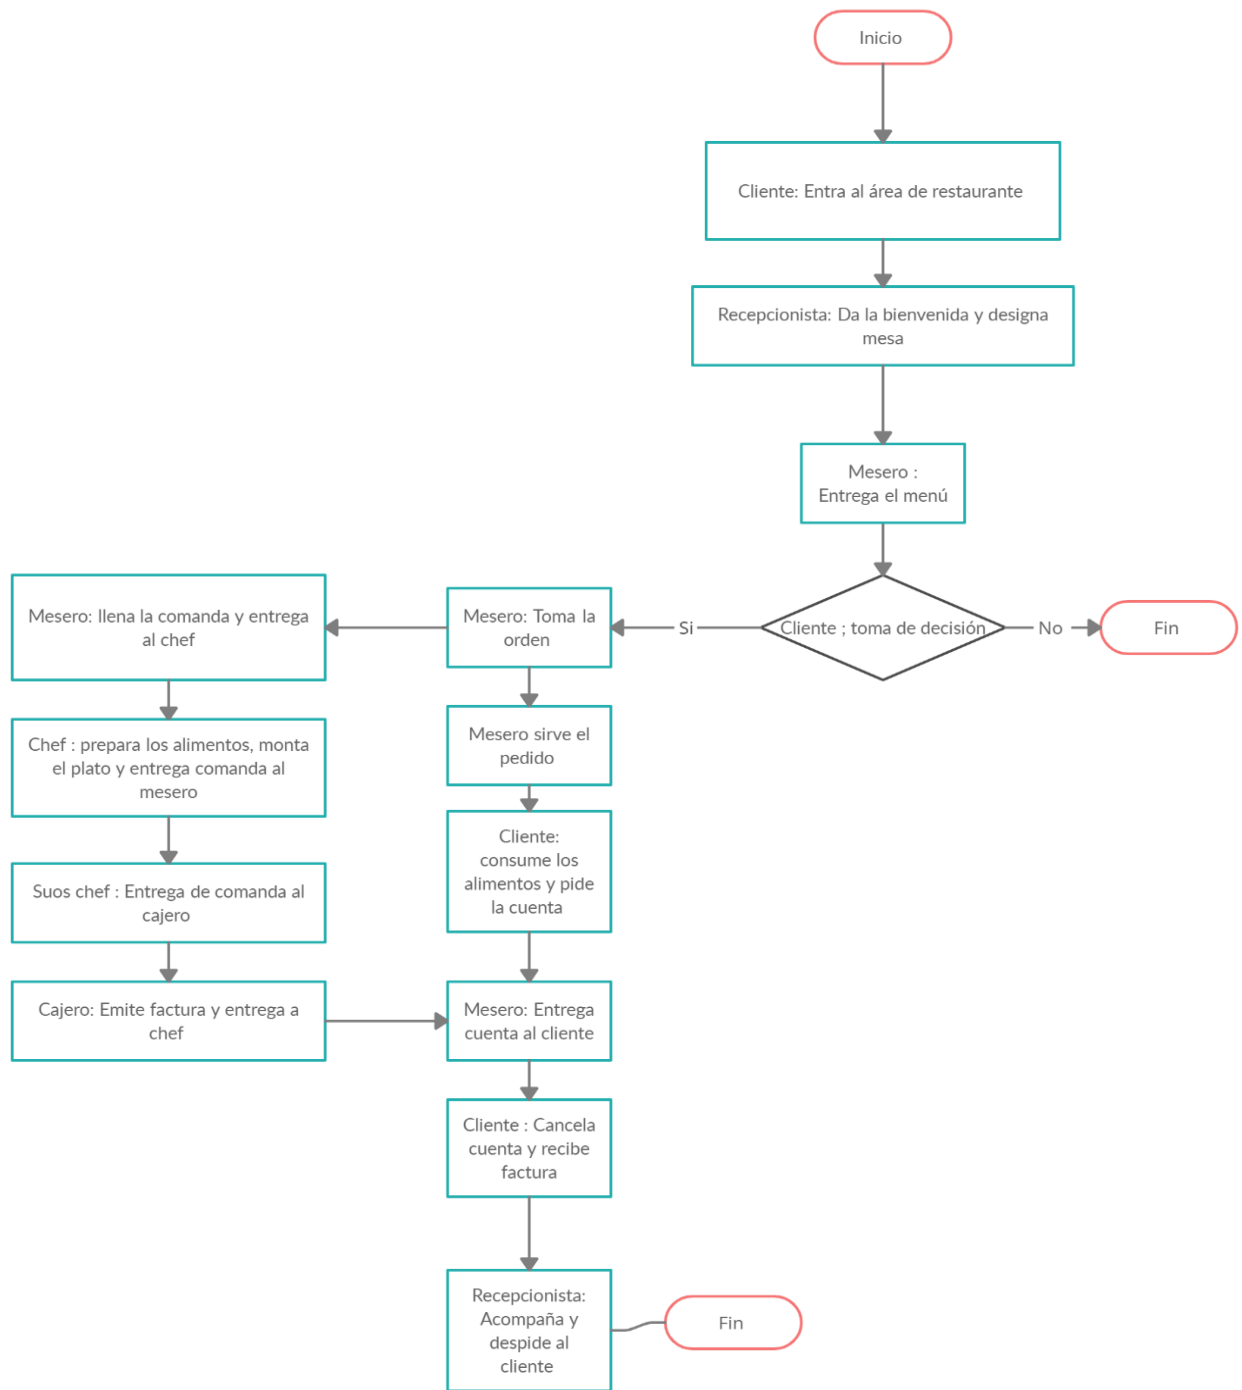 Inicio
Cliente: Entra al área de restaurante
Recepcionista: Da la bienvenida y designa
mesa
Mesero :
Entrega el menú
Cliente ; toma de decisión
No
Fin
Si
Mesero: Toma la
orden
Mesero: llena la comanda y entrega
al chef
Chef : prepara los alimentos, monta
el plato y entrega comanda al
mesero
Suos chef : Entrega de comanda al
cajero
Cajero: Emite factura y entrega a
chef
Mesero sirve el
pedido
Cliente:
consume los
alimentos y pide
la cuenta
Mesero: Entrega
cuenta al cliente
Cliente : Cancela
cuenta y recibe
factura
Recepcionista:
Acompaña y
despide al
cliente
Fin